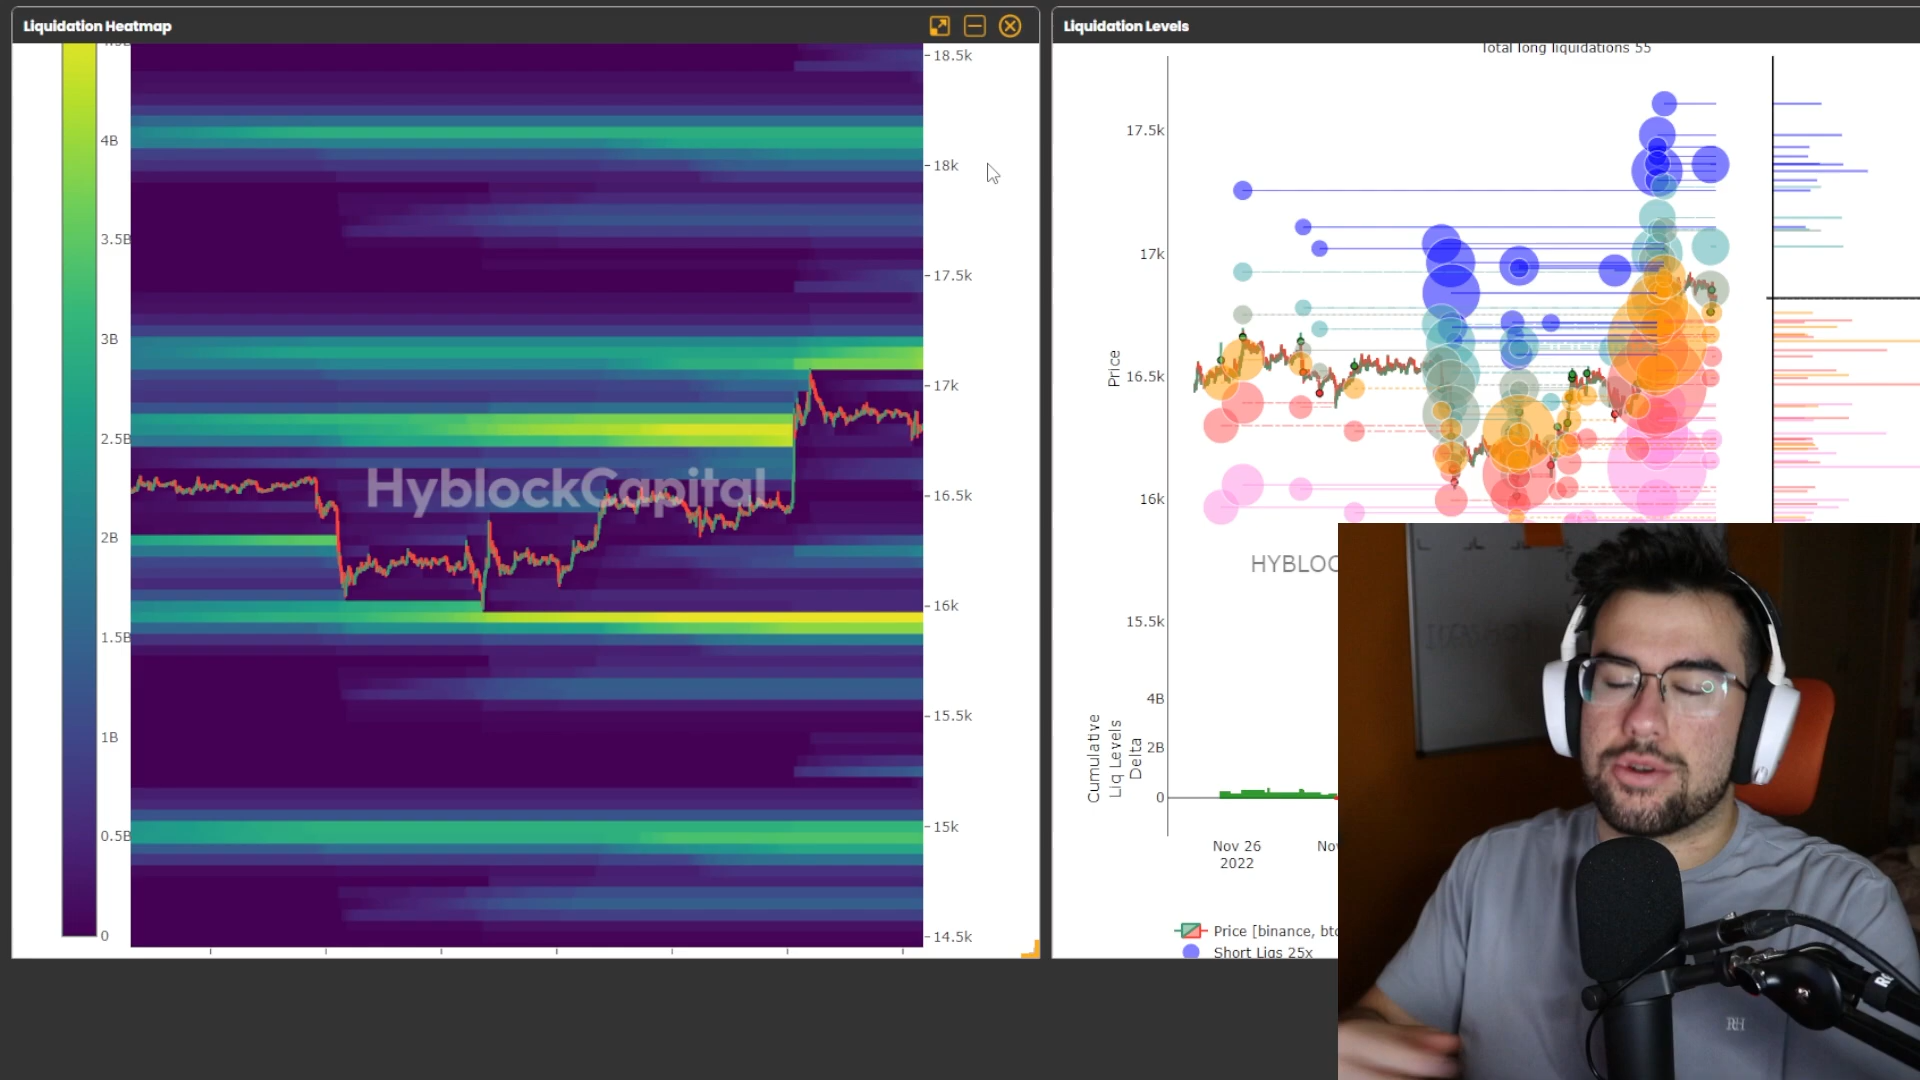 Liquidation Heatmap
4B
3.5B
3B
2.5B
2B
1.5B
1B
0.5B
0
HyblockCapital
18.5k
18k
17.5k
17k
16.5k
16k
15.5k
15k
14.5k
Liquidation Levels
Total long liquidations 55
17.5k
17k
16.5k
16k
15.5k
Price
HYBLOC
4B
2B
0
Cumulative
Liq Levels
Delta
Nov 26
2022
Nov
Price [binance, btc
Short Liqs 25x
RH